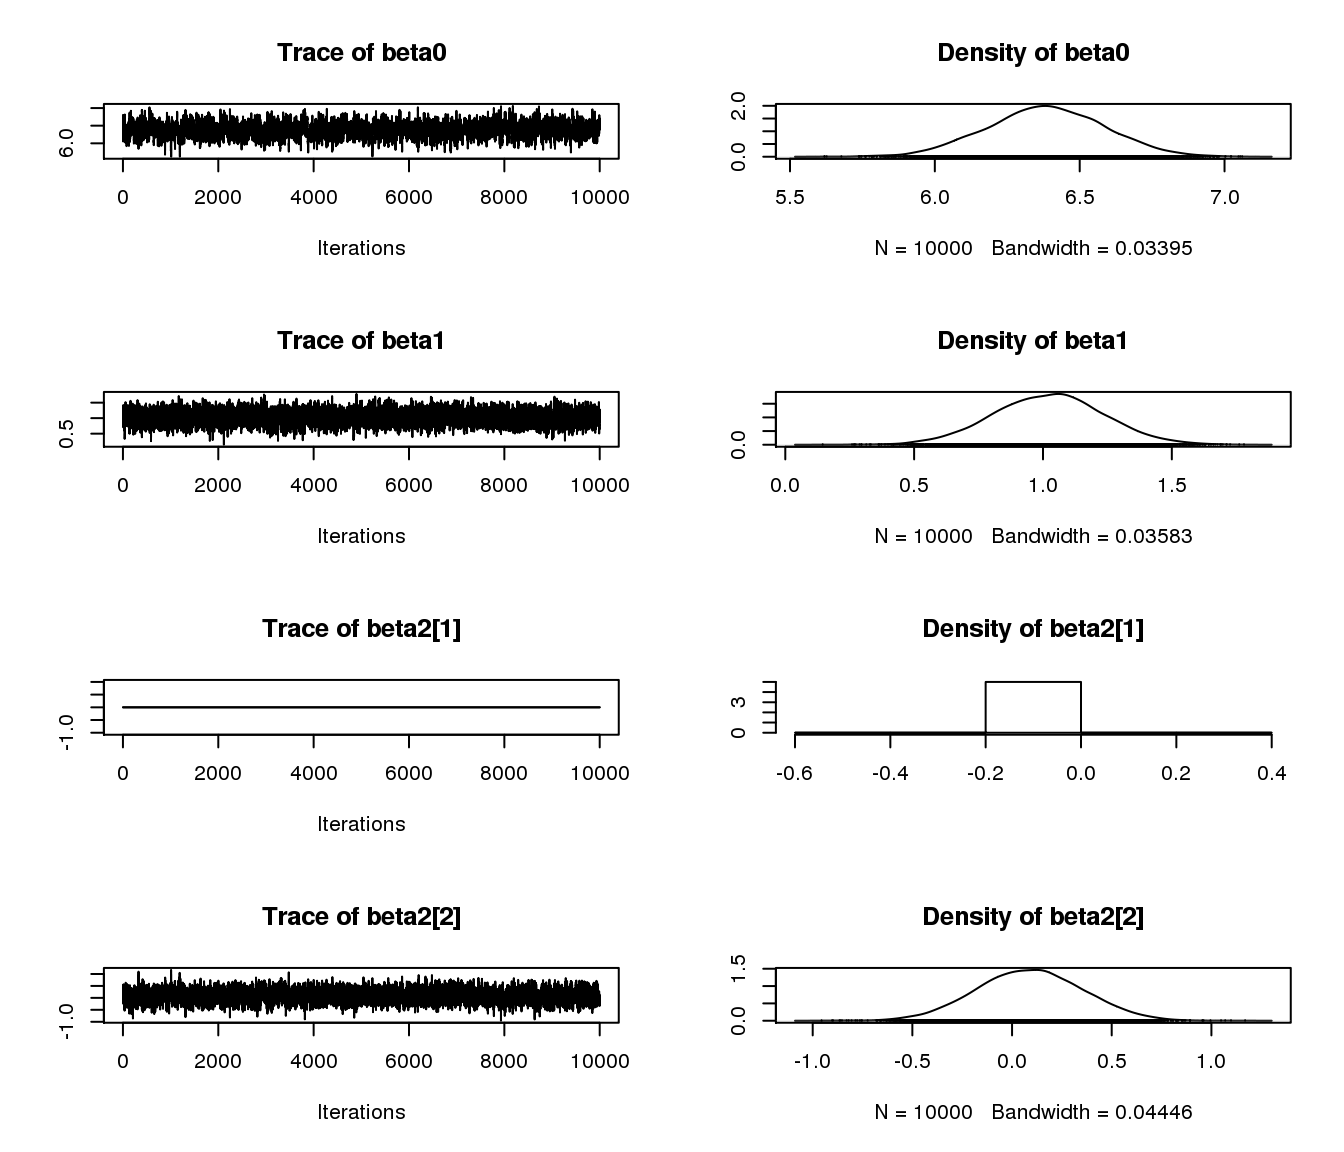 Trace of beta0
6.0
0 2000 4000 6000 8000 10000
Iterations
Density of beta0
0.0 2.0
5.5 6.0 6.5 7.0
N = 10000 Bandwidth = 0.03395
Trace of beta1
0.5
0 2000 4000 6000 8000 10000
Iterations
Density of beta1
0.0
0.0 0.5 1.0 1.5
N = 10000 Bandwidth = 0.03583
Trace of beta2[1]
-1.0
0 2000 4000 6000 8000 10000
Iterations
Density of beta2[1]
0 3
-0.6 -0.4 -0.2 0.0 0.2 0.4
Trace of beta2[2]
-1.0
0 2000 4000 6000 8000 10000
Iterations
Density of beta2[2]
0.0 1.5
-1.0 -0.5 0.0 0.5 1.0
N = 10000 Bandwidth = 0.04446